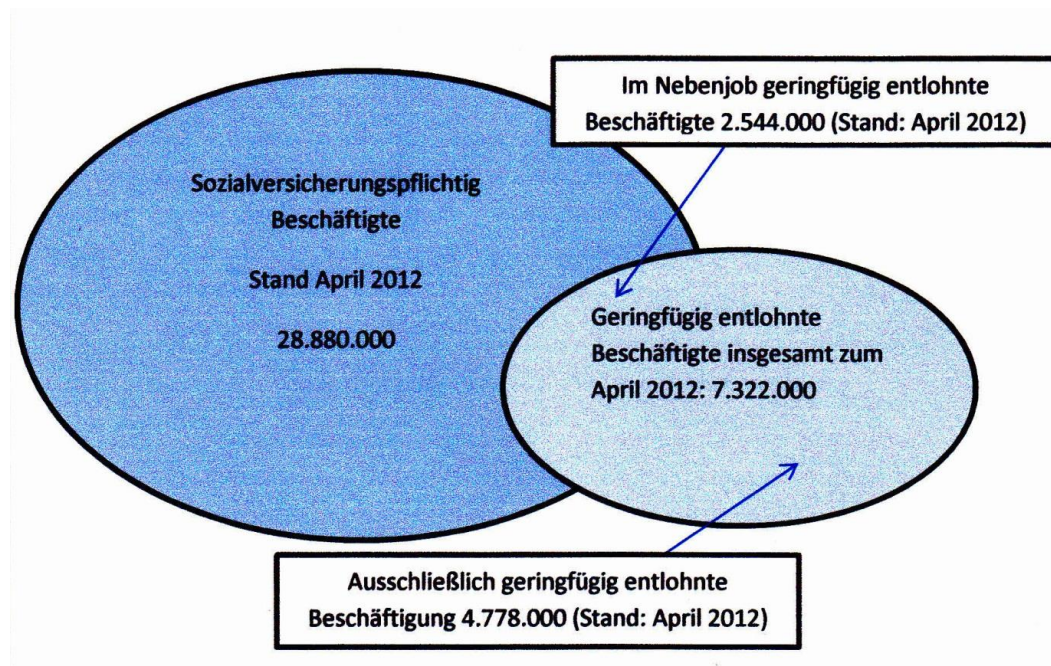 Im Nebenjob geringfügig entlohnte
Beschäftigte 2.544.000 (Stand: April 2012)
Sozialversicherungspflichtig
Beschäftigte
Stand April 2012
28.880.000
Geringfügig entlohnte
Beschäftigte insgesamt zum
April 2012: 7.322.000
Ausschließlich geringfügig entlohnte
Beschäftigung 4.778.000 (Stand: April 2012)